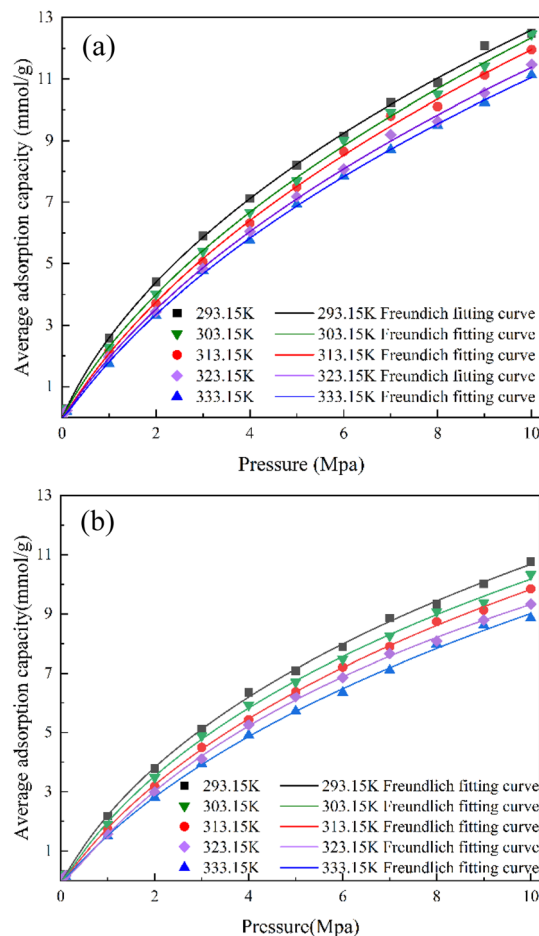 (a)
Average adsorption capacity (mmol/g)
13
11
9
7
5
3
1
293.15K 293.15K Freundich fitting curve
303.15K 303.15K Freundich fitting curve
313.15K 313.15K Freundich fitting curve
323.15K 323.15K Freundich fitting curve
333.15K 333.15K Freundich fitting curve
0 2 4 6 8 10
Pressure (Mpa)
(b)
Average adsorption capacity(mmol/g)
13
11
9
7
5
3
1
293.15K 293.15K Freundlich fitting curve
303.15K 303.15K Freundlich fitting curve
313.15K 313.15K Freundlich fitting curve
323.15K 323.15K Freundlich fitting curve
333.15K 333.15K Freundlich fitting curve
0 2 4 6 8 10
Pressure(Mpa)